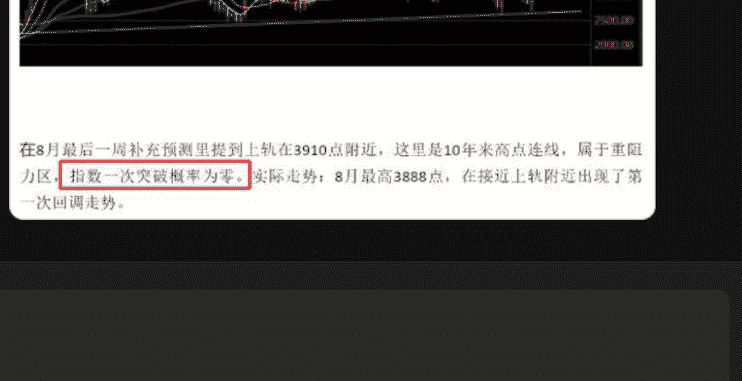 2500.00
2000.00
在8月最后一周补充预测里提到上轨在3910点附近，这里是10年来高点连线，属于重阻
力区，指数一次突破概率为零。实际走势：8月最高3888点，在接近上轨附近出现了第
一次回调走势。